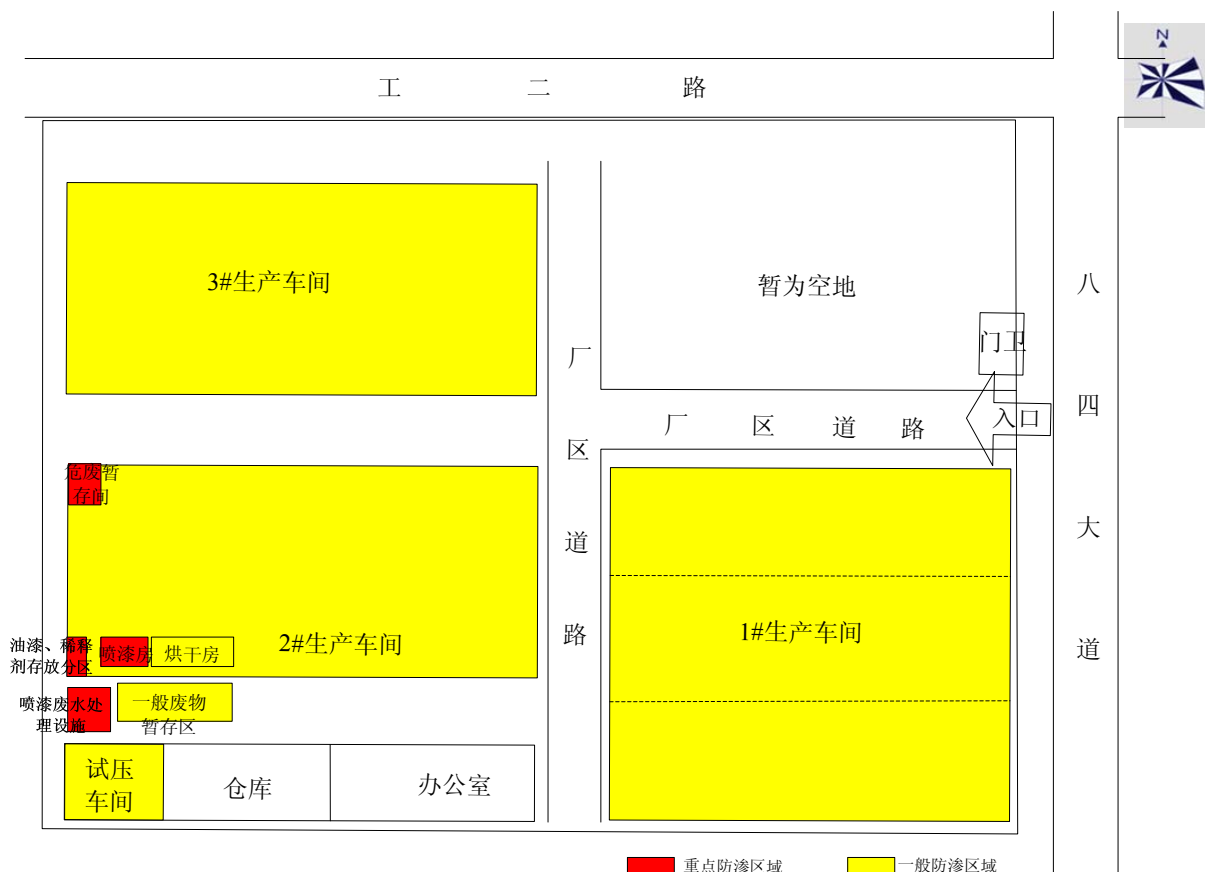 N
工二路
3#生产车间
暂为空地
八四大道
门卫
入口
厂区道路
厂区道路
危废暂
存间
油漆、稀释
剂存放分区
喷漆房
烘干房
2#生产车间
1#生产车间
喷漆废水处
理设施
一般废物
暂存区
试压
车间
仓库
办公室
重点防渗区域
一般防渗区域